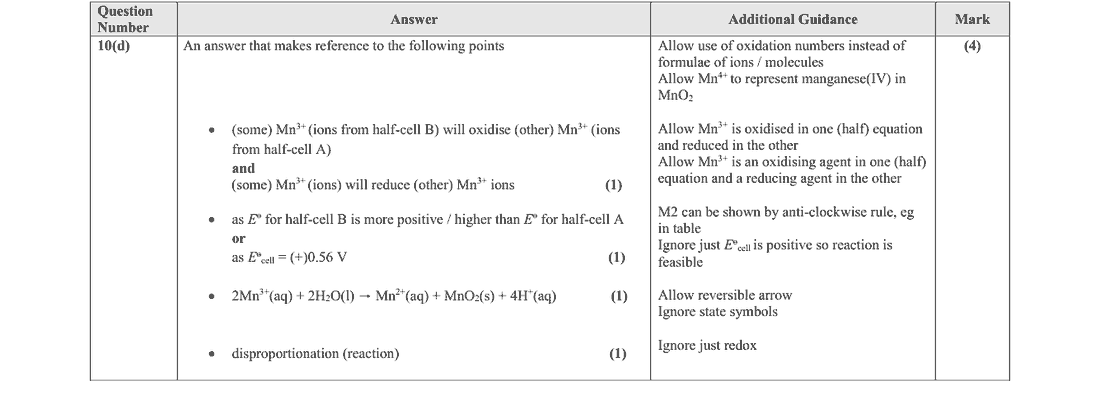 Question Number
Answer
Additional Guidance
Mark
10(d)
An answer that makes reference to the following points
Allow use of oxidation numbers instead of
formulae of ions / molecules
Allow Mn⁴⁺ to represent manganese(IV) in
MnO₂
(4)
• (some) Mn³⁺ (ions from half-cell B) will oxidise (other) Mn³⁺ (ions
from half-cell A)
and
(some) Mn³⁺ (ions) will reduce (other) Mn³⁺ ions (1)
Allow Mn³⁺ is oxidised in one (half) equation
and reduced in the other
Allow Mn³⁺ is an oxidising agent in one (half)
equation and a reducing agent in the other
• as E⦵ for half-cell B is more positive / higher than E⦵ for half-cell A
or
as E⦵cell = (+)0.56 V (1)
M2 can be shown by anti-clockwise rule, eg
in table
Ignore just E⦵cell is positive so reaction is
feasible
• 2Mn³⁺(aq) + 2H₂O(l) → Mn²⁺(aq) + MnO₂(s) + 4H⁺(aq) (1)
Allow reversible arrow
Ignore state symbols
• disproportionation (reaction) (1)
Ignore just redox